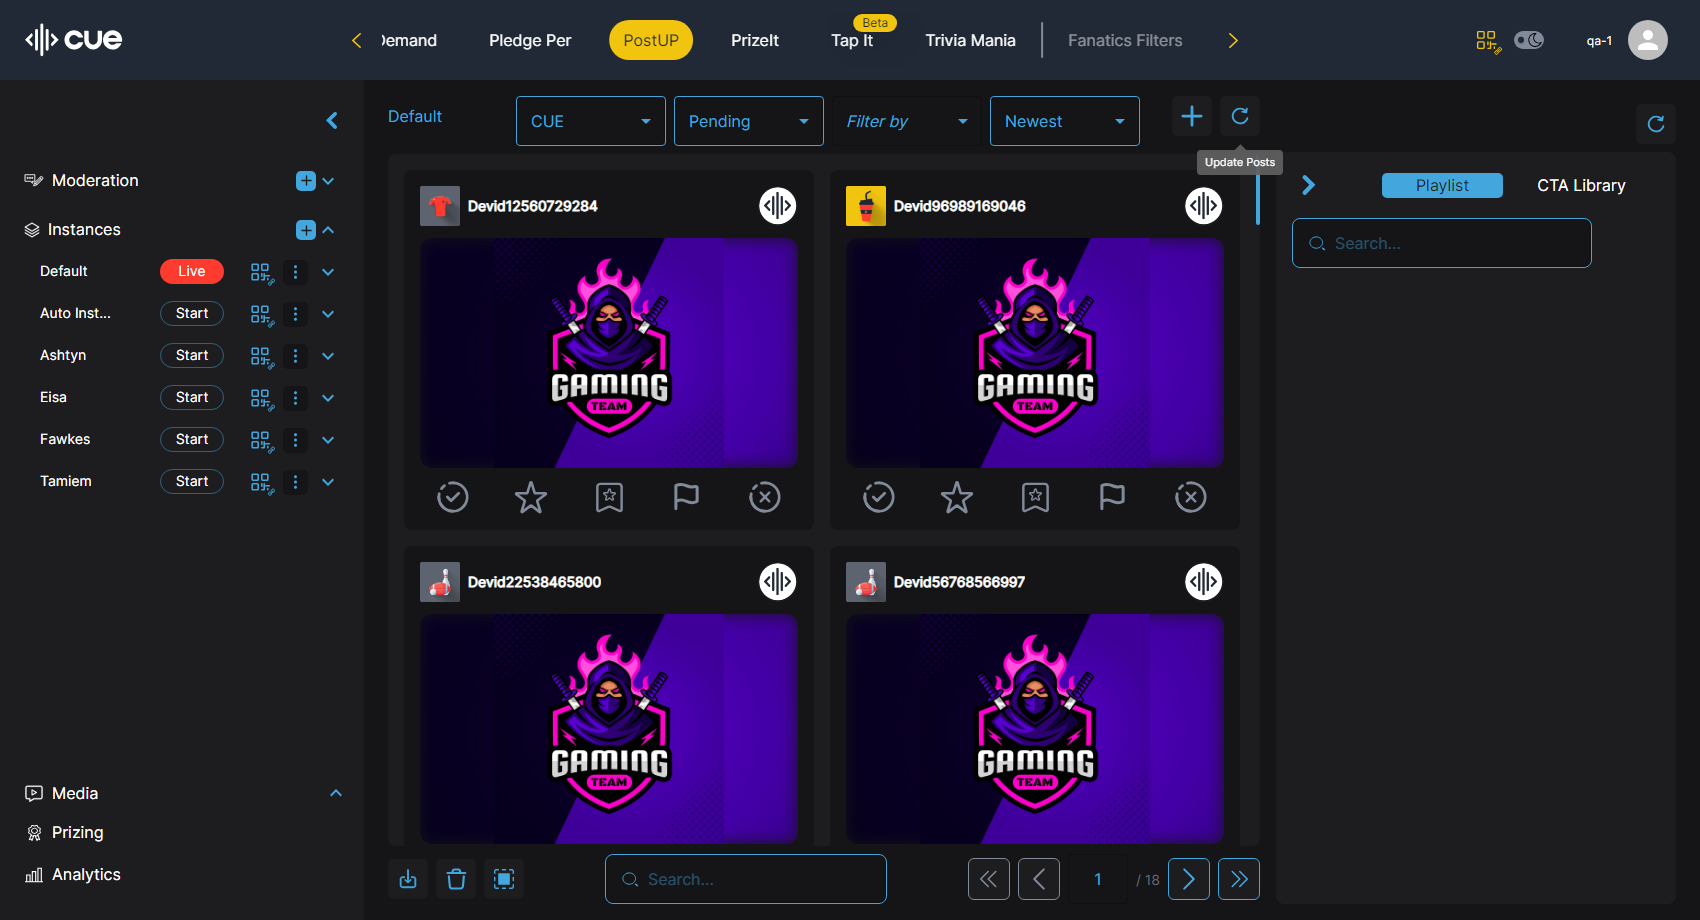 cue
Demand
Pledge Per
PostUP
PrizeIt
Beta
Tap It
Trivia Mania
Fanatics Filters
qa-1
Default
CUE
Pending
Filter by
Newest
Update Posts
Moderation
Instances
Default
Live
Auto Inst...
Start
Ashtyn
Start
Eisa
Start
Fawkes
Start
Tamiem
Start
Media
Prizing
Analytics
Devid12560729284
GAMING
TEAM
Devid96989169046
GAMING
TEAM
Devid22538465800
GAMING
TEAM
Devid56768566997
GAMING
TEAM
Search...
1
/ 18
Playlist
CTA Library
Search...